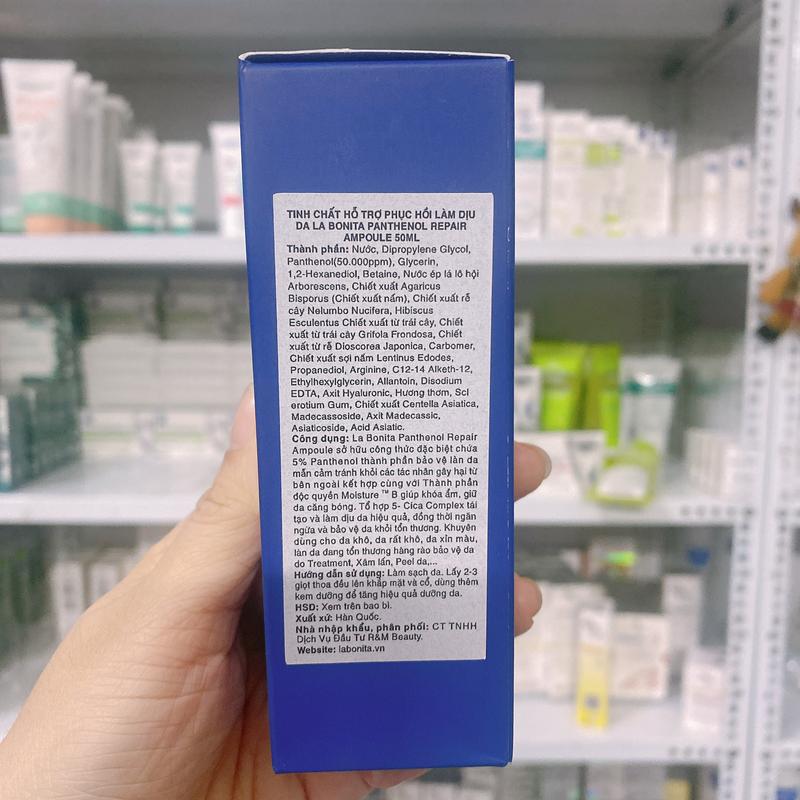 TINH CHẤT HỖ TRỢ PHỤC HỒI LÀM DỊU
DA LA BONITA PANTHENOL REPAIR
AMPOULE 50ML
Thành phần: Nước, Dipropylene Glycol,
Panthenol(50.000ppm), Glycerin,
1,2-Hexanediol, Betaine, Nước ép lá lô hội
Arborescens, Chiết xuất Agaricus
Bisporus (Chiết xuất nấm), Chiết xuất rễ
cây Nelumbo Nucifera, Hibiscus
Esculentus Chiết xuất từ trái cây, Chiết
xuất từ trái cây Grifola Frondosa, Chiết
xuất từ rễ Dioscorea Japonica, Carbomer,
Chiết xuất sợi nấm Lentinus Edodes,
Propanediol, Arginine, C12-14 Alketh-12,
Ethylhexylglycerin, Allantoin, Disodium
EDTA, Axit Hyaluronic, Hương thơm, Scl
erotium Gum, Chiết xuất Centella Asiatica,
Madecassoside, Axit Madecassic,
Asiaticoside, Acid Asiatic.
Công dụng: La Bonita Panthenol Repair
Ampoule sở hữu công thức đặc biệt chứa
5% Panthenol thành phần bảo vệ làn da
mẫn cảm tránh khỏi các tác nhân gây hại từ
bên ngoài kết hợp cùng với Thành phần
độc quyền Moisture ™ B giúp khóa ẩm, giữ
da căng bóng. Tổ hợp 5- Cica Complex tái
tạo và làm dịu da hiệu quả, đồng thời ngăn
ngừa và bảo vệ da khỏi tổn thương. Khuyên
dùng cho da khô, da rất khô, da xỉn màu,
làn da đang tổn thương hàng rào bảo vệ da
do Treatment, Xâm lấn, Peel da,...
Hướng dẫn sử dụng: Làm sạch da. Lấy 2-3
giọt thoa đều lên khắp mặt và cổ, dùng thêm
kem dưỡng để tăng hiệu quả dưỡng da.
HSD: Xem trên bao bì.
Xuất xứ: Hàn Quốc.
Nhà nhập khẩu, phân phối: CT TNHH
Dịch Vụ Đầu Tư R&M Beauty.
Website: labonita.vn